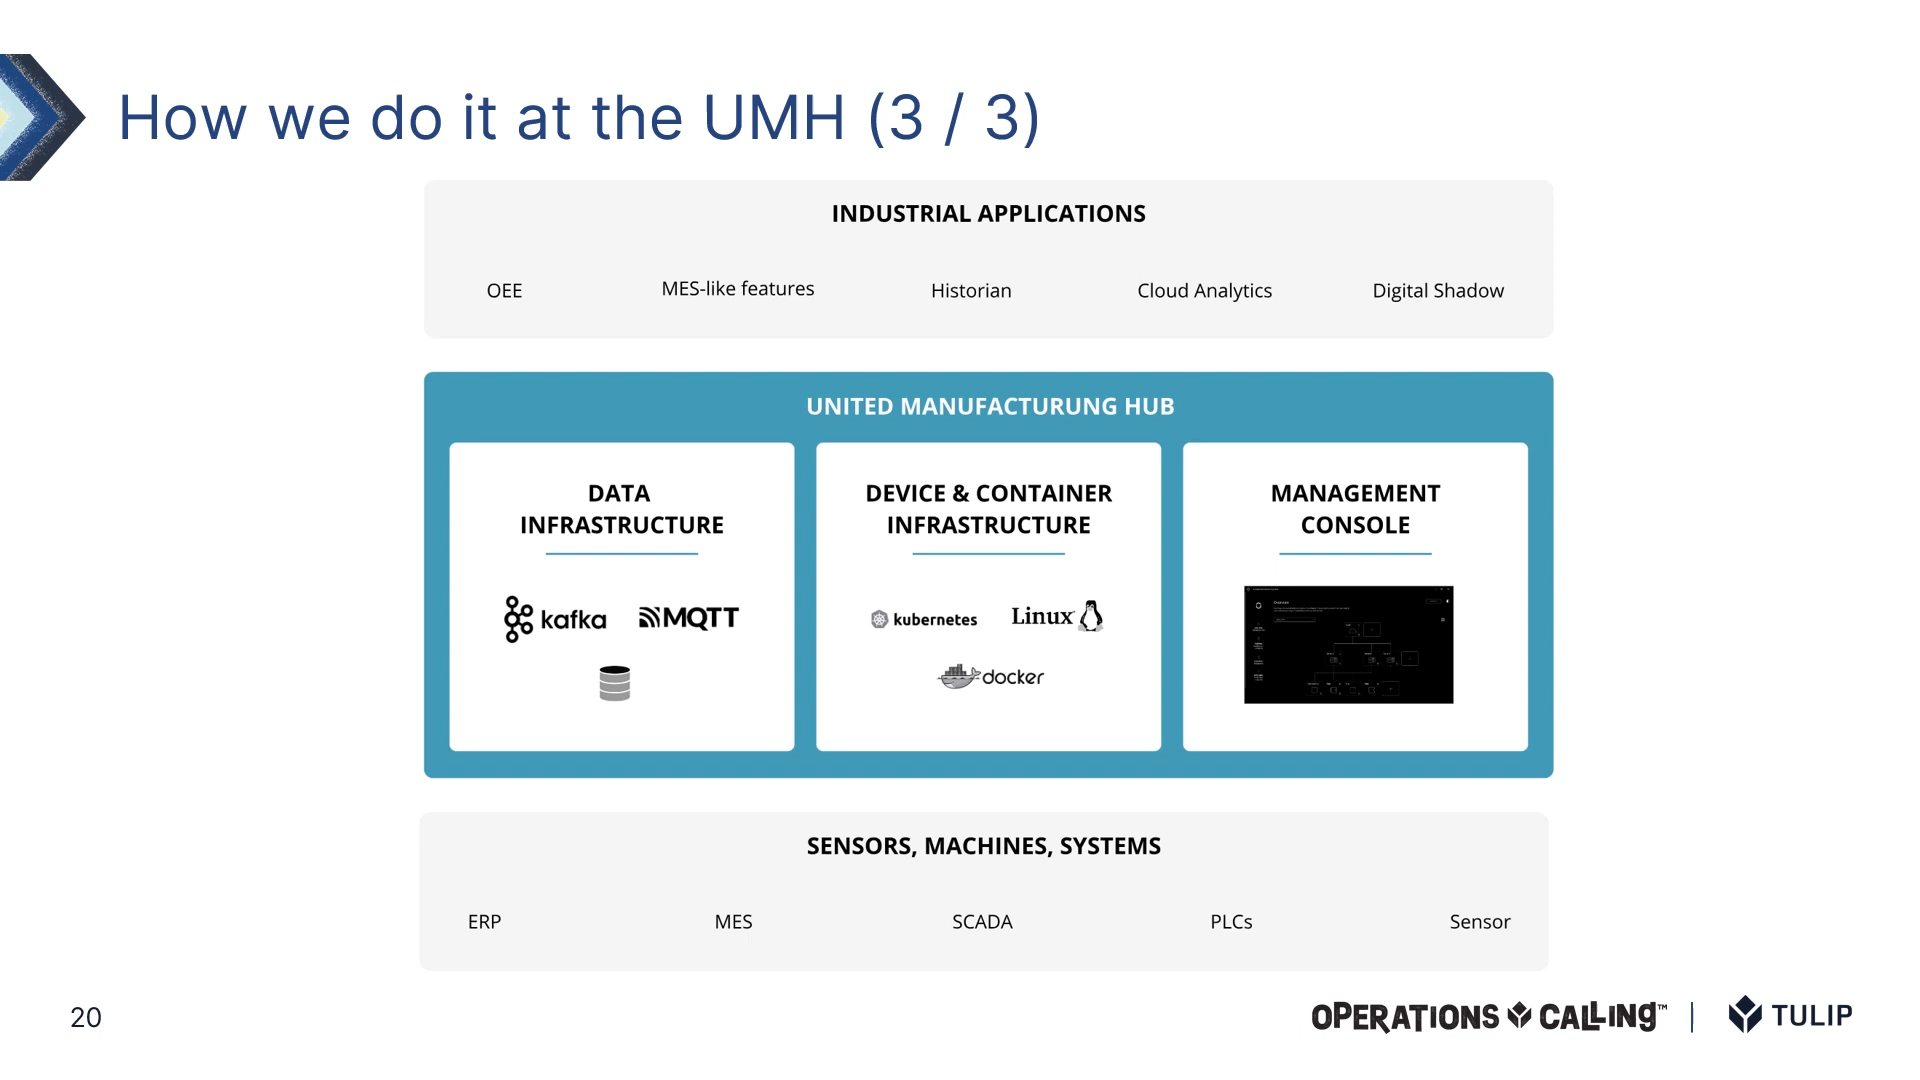 How we do it at the UMH (3 / 3)
INDUSTRIAL APPLICATIONS
OEE
MES-like features
Historian
Cloud Analytics
Digital Shadow
UNITED MANUFACTURUNG HUB
DATA
INFRASTRUCTURE
kafka
MQTT
DEVICE & CONTAINER
INFRASTRUCTURE
kubernetes
Linux
docker
MANAGEMENT
CONSOLE
Overview
SENSORS, MACHINES, SYSTEMS
ERP
MES
SCADA
PLCs
Sensor
20
OPERATIONS CALLING™
TULIP